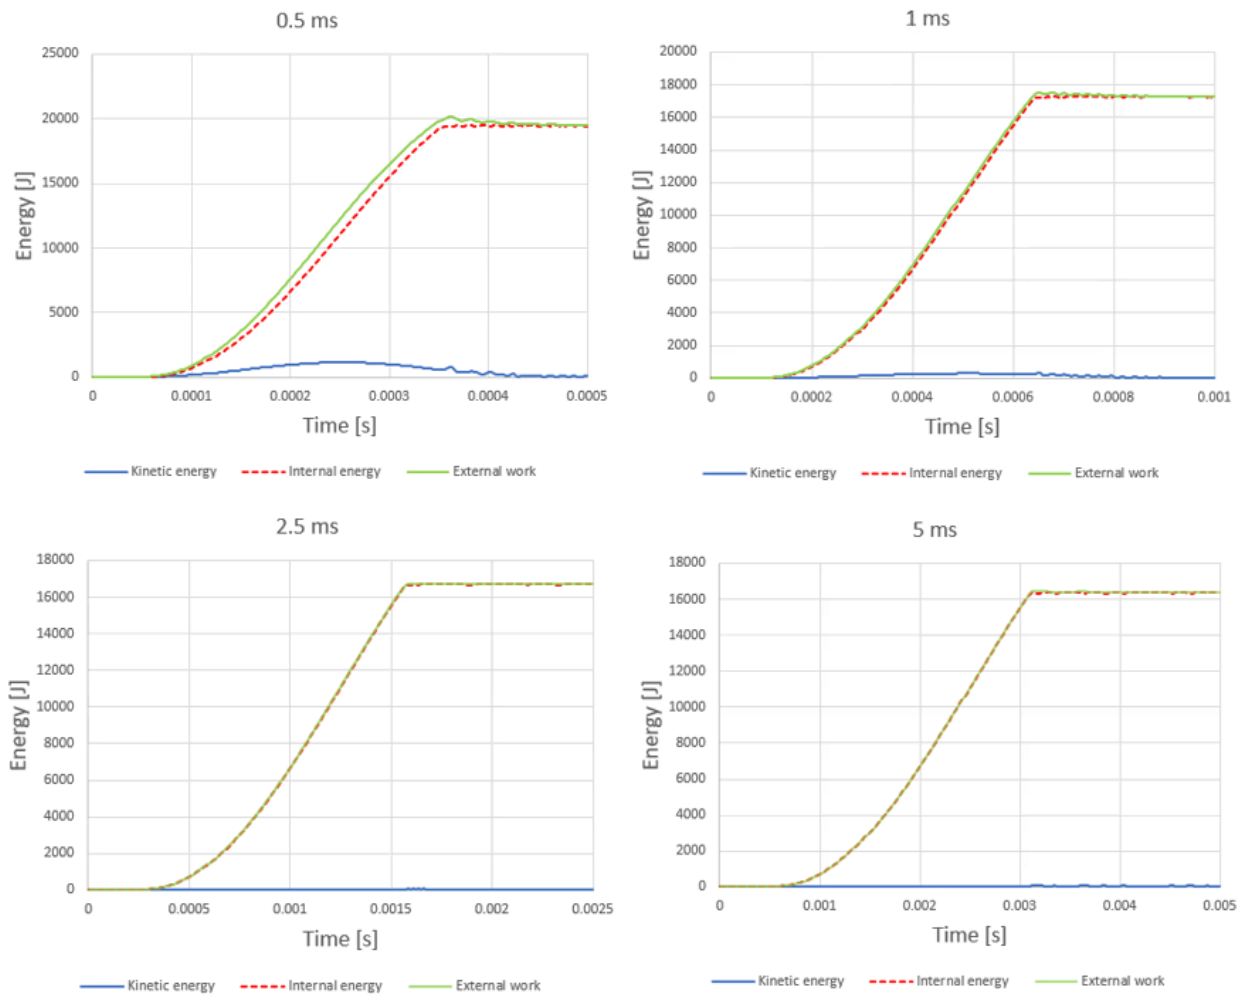 0.5 ms
25000
20000
15000
10000
5000
0
Energy [J]
0 0.0001 0.0002 0.0003 0.0004 0.0005
Time [s]
Kinetic energy Internal energy External work
1 ms
20000
18000
16000
14000
12000
10000
8000
6000
4000
2000
0
Energy [J]
0 0.0002 0.0004 0.0006 0.0008 0.001
Time [s]
Kinetic energy Internal energy External work
2.5 ms
18000
16000
14000
12000
10000
8000
6000
4000
2000
0
Energy [J]
0 0.0005 0.001 0.0015 0.002 0.0025
Time [s]
Kinetic energy Internal energy External work
5 ms
18000
16000
14000
12000
10000
8000
6000
4000
2000
0
Energy [J]
0 0.001 0.002 0.003 0.004 0.005
Time [s]
Kinetic energy Internal energy External work